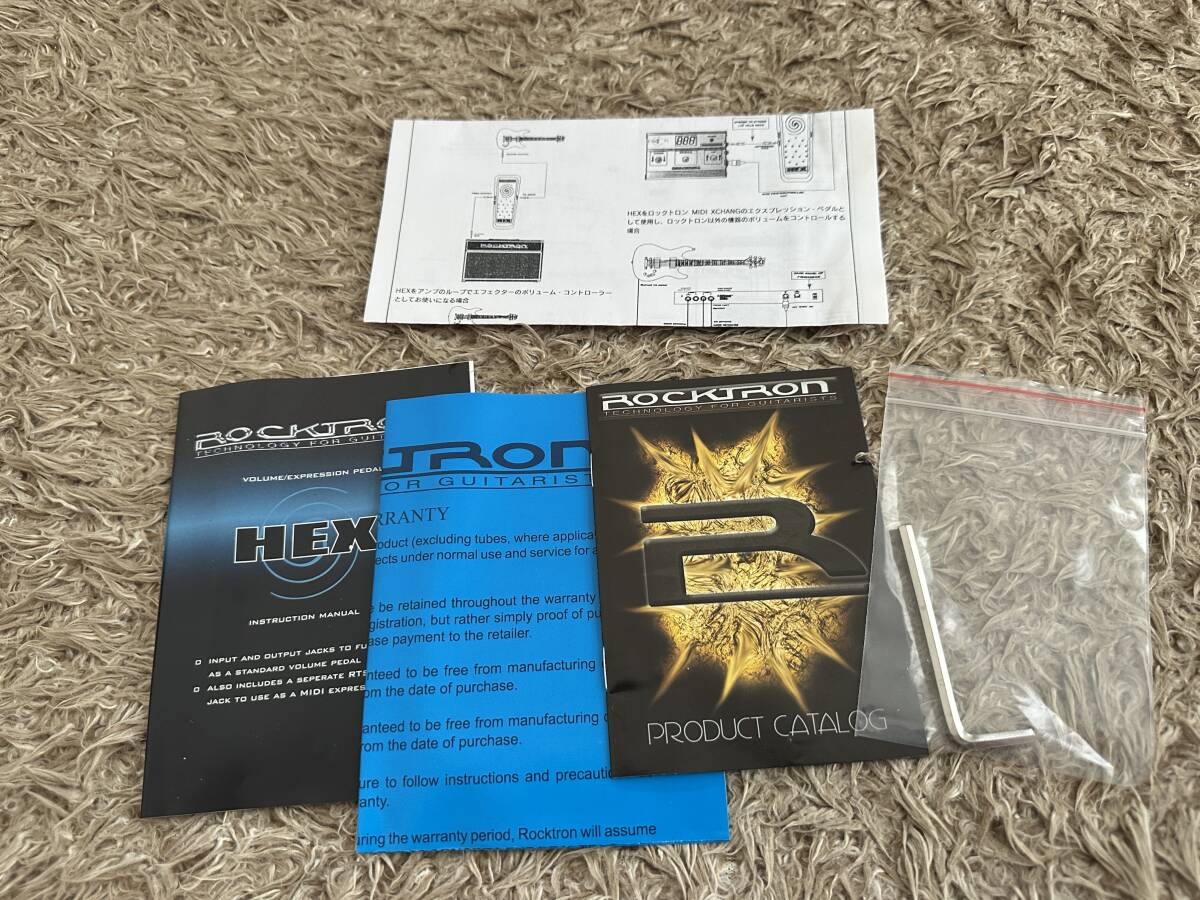 HEX
ROCKTRON
HEXをアンプのループでエフェクターのボリューム・コントローラー
としてお使いになる場合
HEX
HEXをロックトロン MIDI XCHANGのエクスプレッション・ペダルと
して使用し、ロックトロン以外の機器のボリュームをコントロールする
場合
ROCKTRO
TECHNOLOGY FOR GUITARIS
VOLUME/EXPRESSION PEDAL
HEX
INSTRUCTION MANUAL
INPUT AND OUTPUT JACKS TO FU
AS A STANDARD VOLUME PEDAL
ALSO INCLUDES A SEPERATE RTS
JACK TO USE AS A MIDI EXPRES
TRON
OR GUITARIST
RRANTY
oduct (excluding tubes, where applica
ects under normal use and service for a
e be retained throughout the warranty
gistration, but rather simply proof of pu
ase payment to the retailer.
nteed to be free from manufacturing
om the date of purchase.
anteed to be free from manufacturing
rom the date of purchase.
ure to follow instructions and precautio
anty.
uring the warranty period, Rocktron will assume
ROCKTRON
TECHNOLOGY FOR GUITARISTS
R
PRODUCT CATALOG